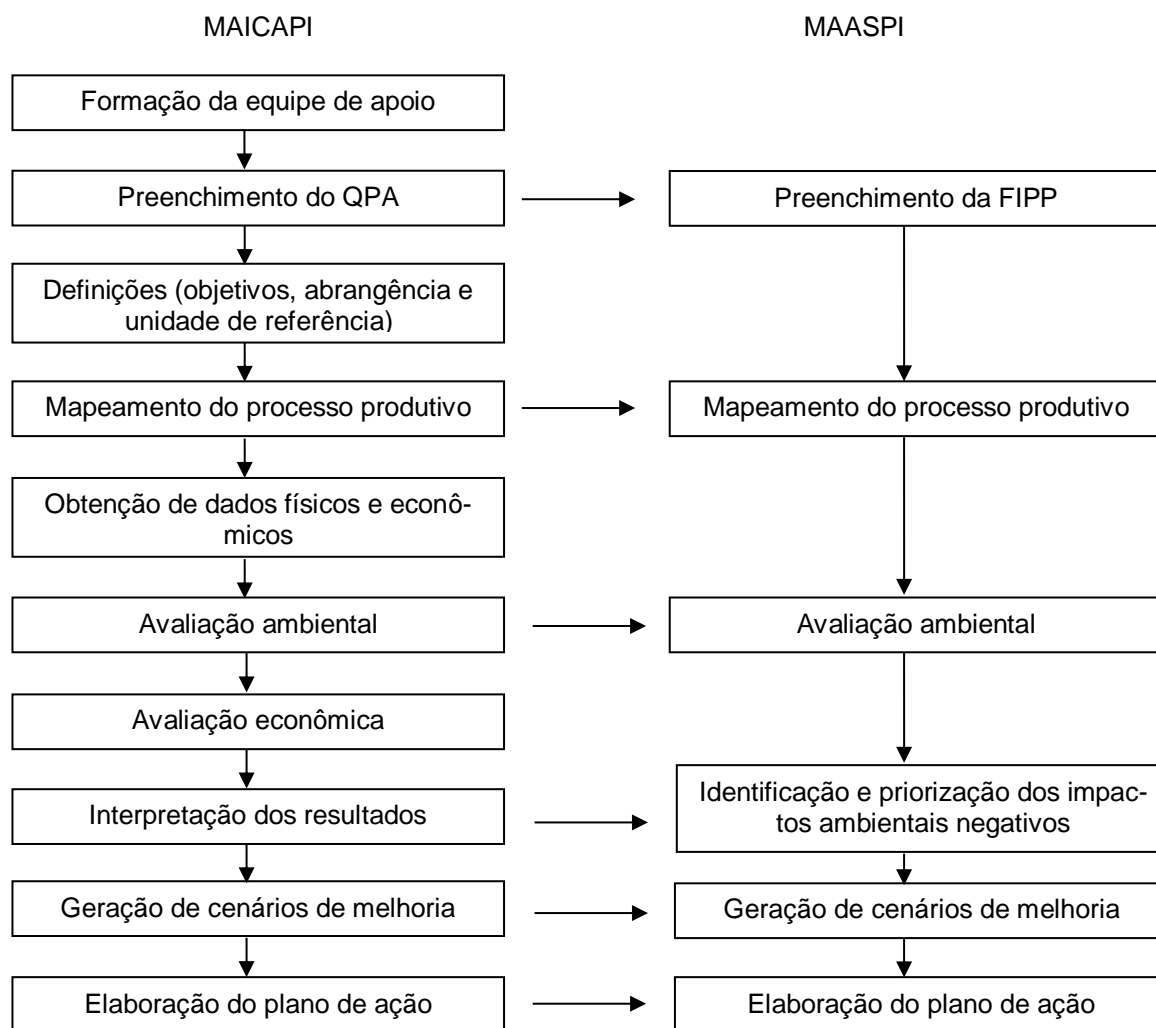 MAICAPI MAASPI
Formação da equipe de apoio
Preenchimento do QPA
Preenchimento da FIPP
Definições (objetivos, abrangência e
unidade de referência)
Mapeamento do processo produtivo
Mapeamento do processo produtivo
Obtenção de dados físicos e econô-
micos
Avaliação ambiental
Avaliação ambiental
Avaliação econômica
Interpretação dos resultados
Identificação e priorização dos impac-
tos ambientais negativos
Geração de cenários de melhoria
Geração de cenários de melhoria
Elaboração do plano de ação
Elaboração do plano de ação